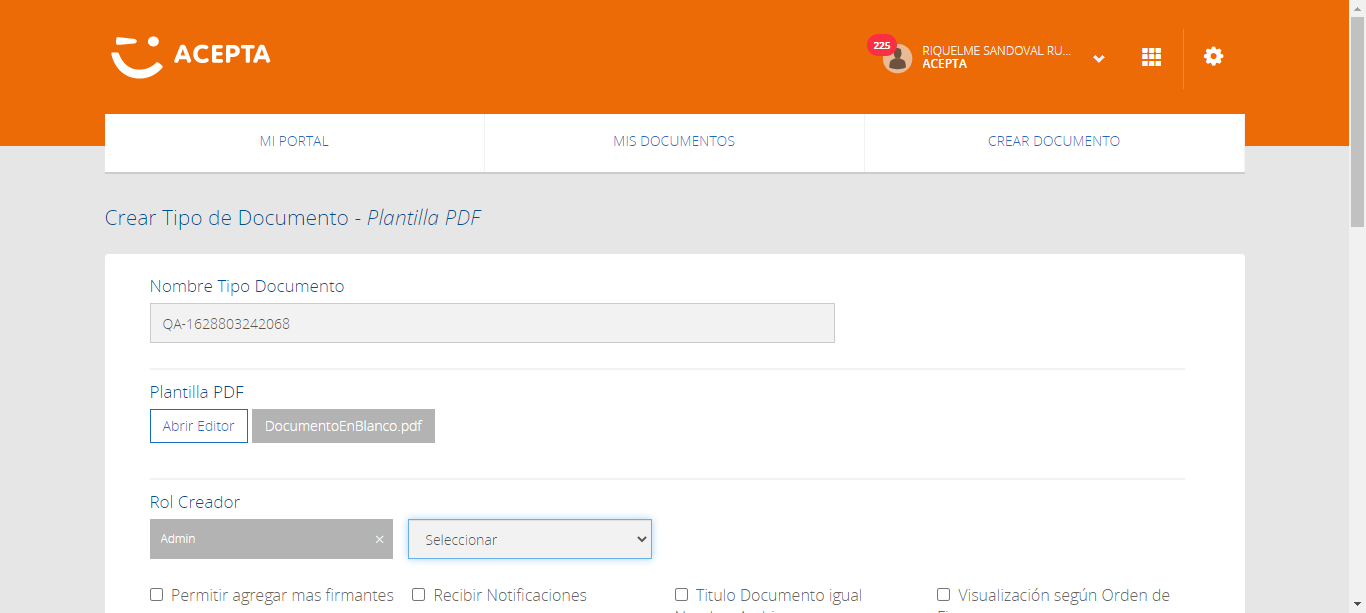 ACEPTA
225
RIQUELME SANDOVAL RU...
ACEPTA
MI PORTAL
MIS DOCUMENTOS
CREAR DOCUMENTO
Crear Tipo de Documento - Plantilla PDF
Nombre Tipo Documento
QA-1628803242068
Plantilla PDF
Abrir Editor
DocumentoEnBlanco.pdf
Rol Creador
Admin ×
Seleccionar
Permitir agregar mas firmantes
Recibir Notificaciones
Titulo Documento igual
Visualización según Orden de